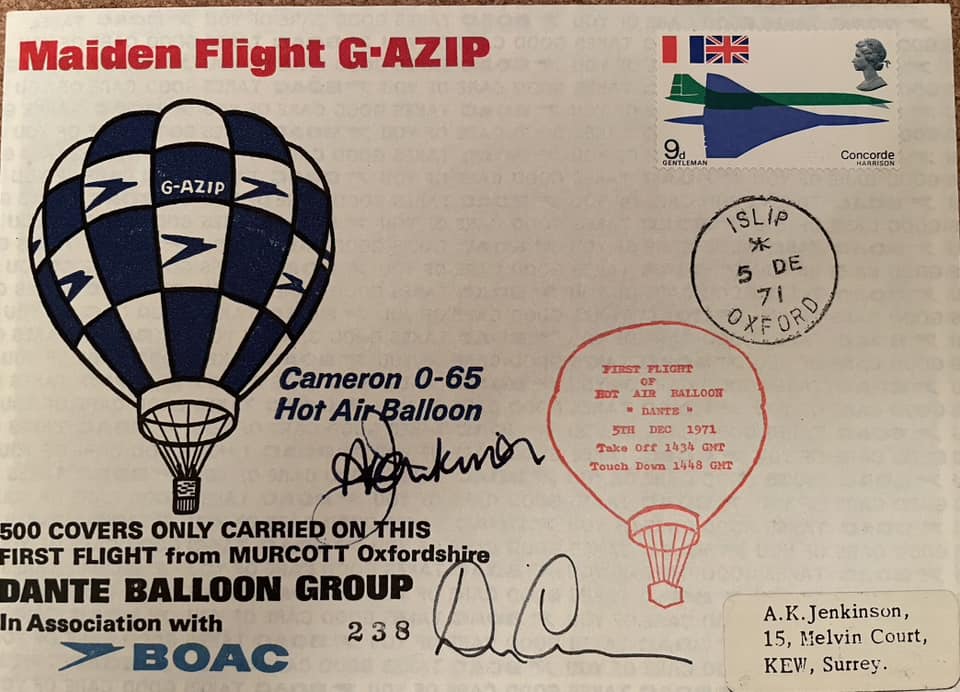 Maiden Flight G-AZIP
9d
GENTLEMAN
Concorde
HARRISON
G-AZIP
ISLIP
5 DE
71
OXFORD
Cameron O-65
Hot Air Balloon
FIRST FLIGHT
OF
HOT AIR BALLOON
" DANTE "
5TH DEC 1971
Take Off 1434 GMT
Touch Down 1448 GMT
AKJenkinson
500 COVERS ONLY CARRIED ON THIS
FIRST FLIGHT from MURCOTT Oxfordshire
DANTE BALLOON GROUP
In Association with
238
BOAC
A.K.Jenkinson,
15, Melvin Court,
KEW, Surrey.